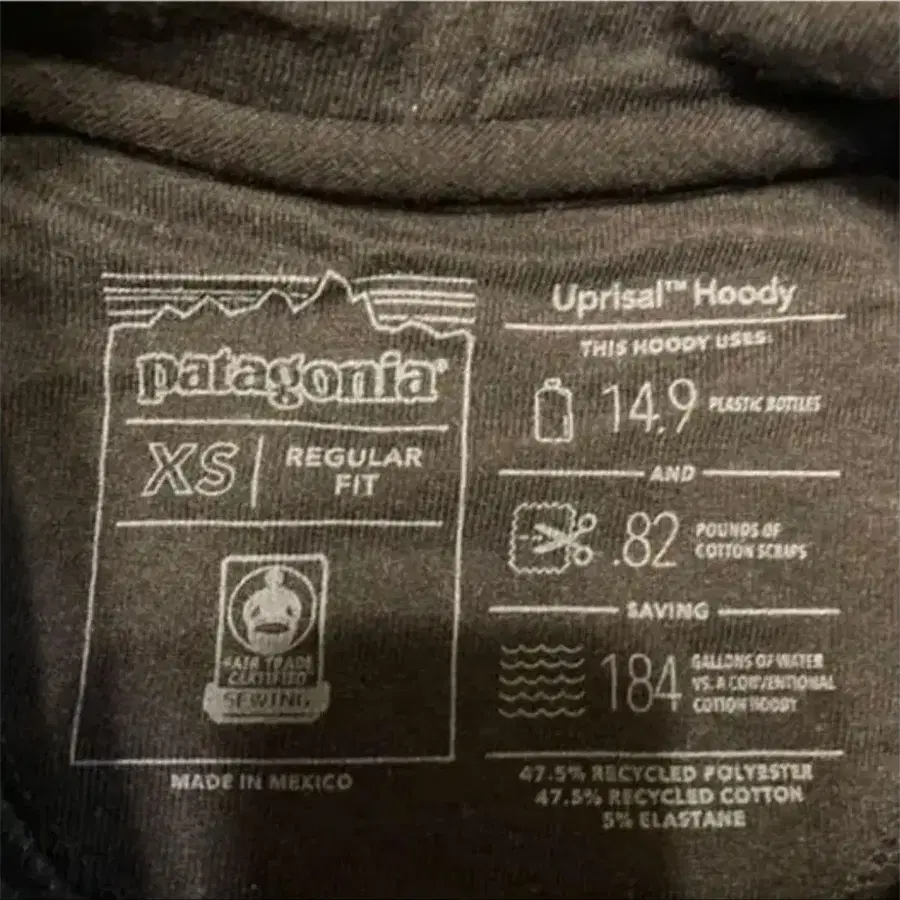 patagonia®
XS
REGULAR
FIT
FAIR TRADE
CERTIFIED
SEWING
MADE IN MEXICO
Uprisal™ Hoody
THIS HOODY USES:
14.9 PLASTIC BOTTLES
AND
.82 POUNDS OF
COTTON SCRAPS
SAVING
184 GALLONS OF WATER
VS. A CONVENTIONAL
COTTON HOODY
47.5% RECYCLED POLYESTER
47.5% RECYCLED COTTON
5% ELASTANE